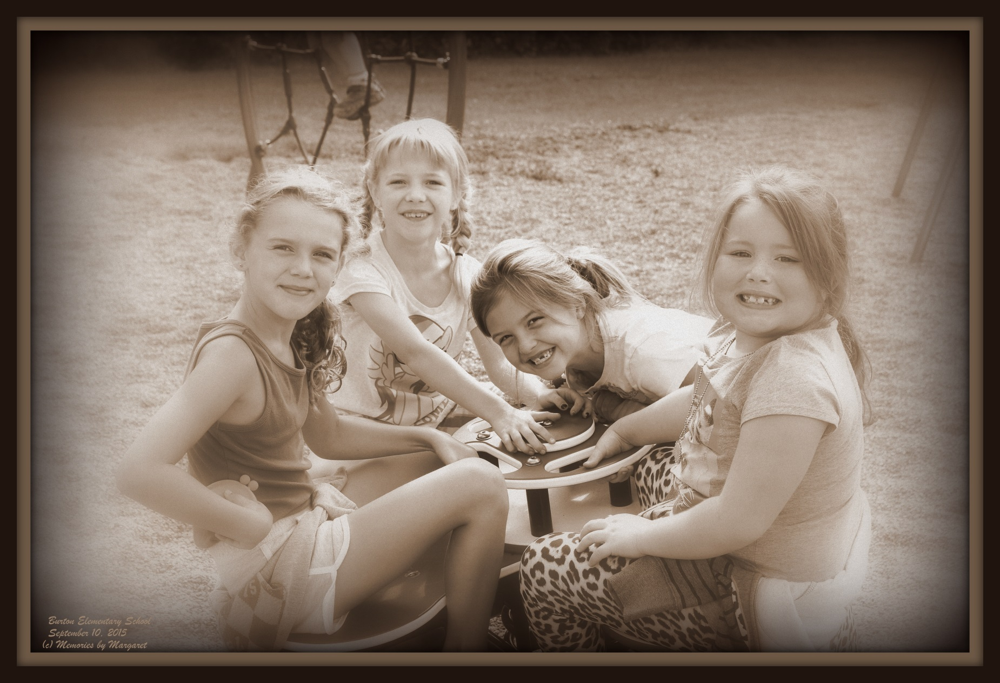 Burton Elementary School
September 10, 2015
(c) Memories by Margaret